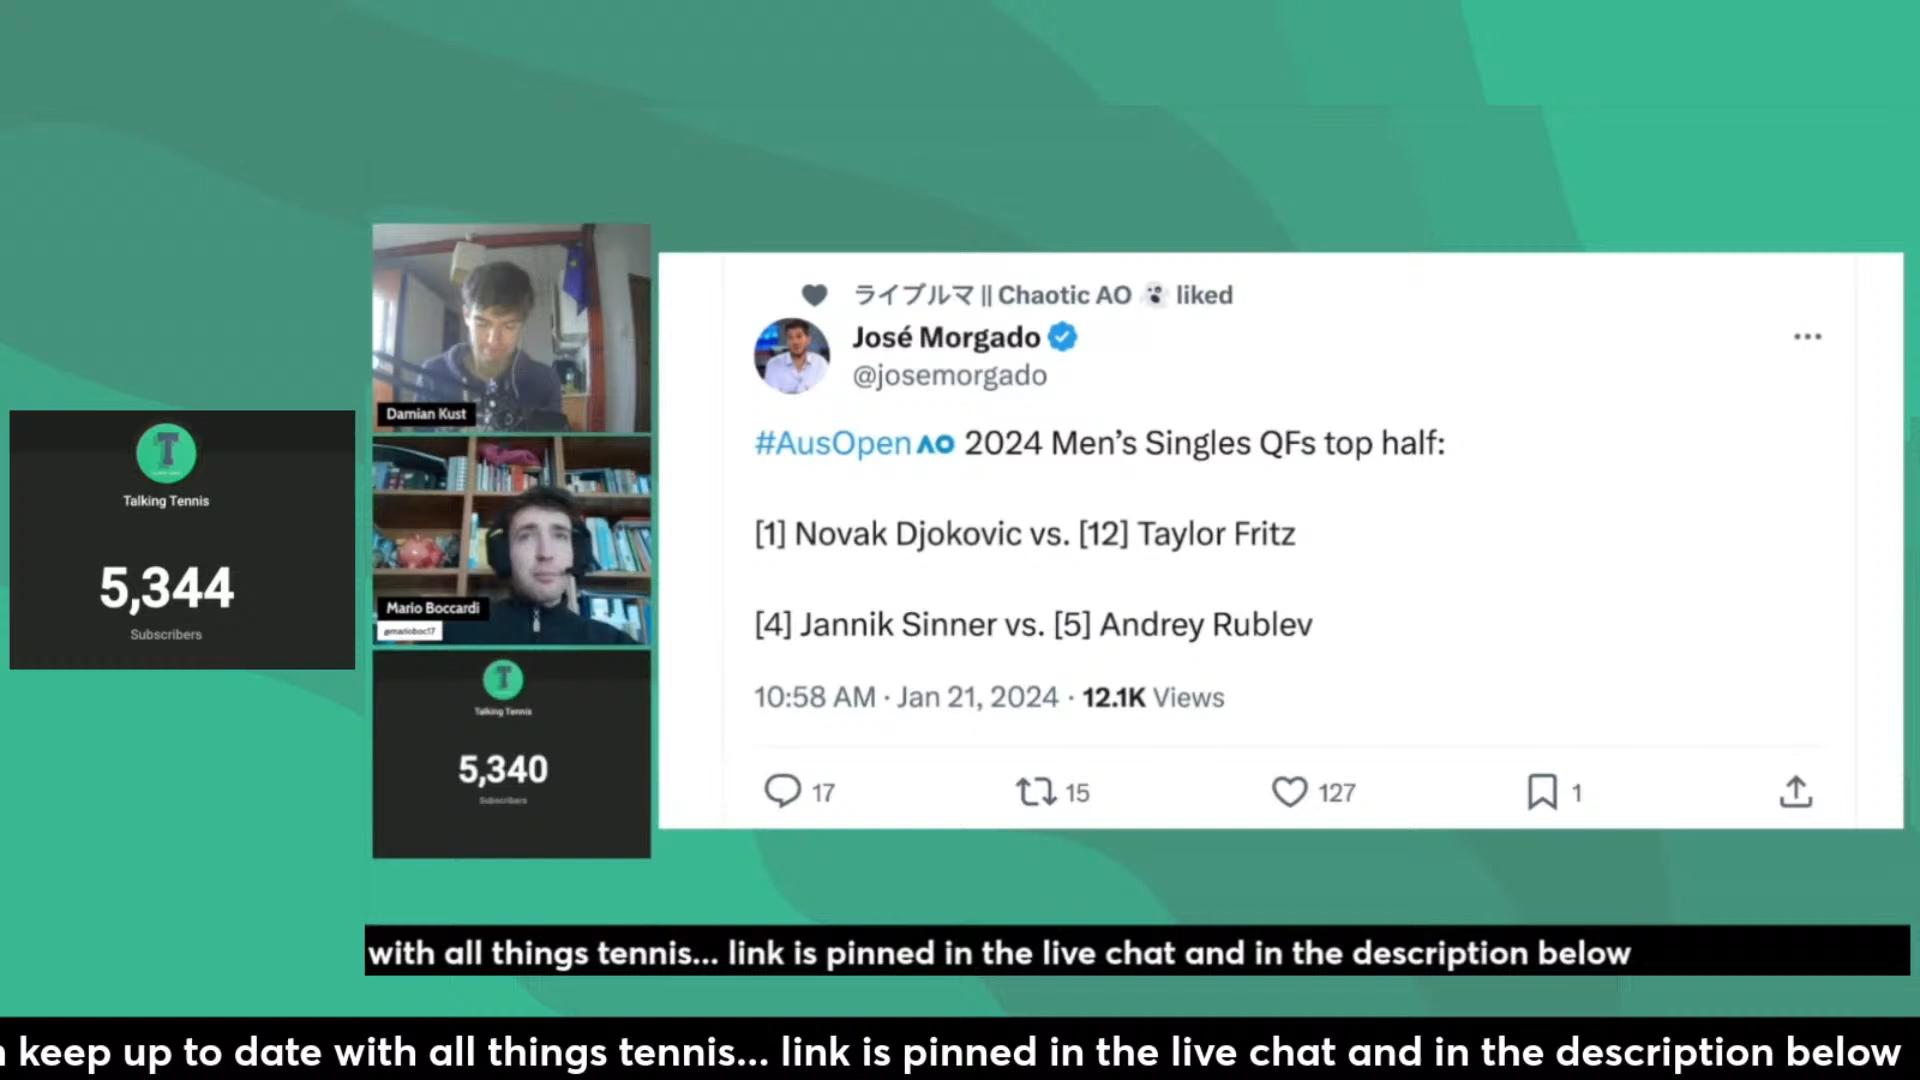 Talking Tennis
5,344
Subscribers
Damian Kust
Mario Boccardi
@marioboc17
Talking Tennis
5,340
Subscribers
ライブルマ || Chaotic AO 👻 liked
José Morgado
@josemorgado
#AusOpen AO 2024 Men's Singles QFs top half:
[1] Novak Djokovic vs. [12] Taylor Fritz
[4] Jannik Sinner vs. [5] Andrey Rublev
10:58 AM · Jan 21, 2024 · 12.1K Views
17 15 127 1
with all things tennis... link is pinned in the live chat and in the description below
keep up to date with all things tennis... link is pinned in the live chat and in the description below